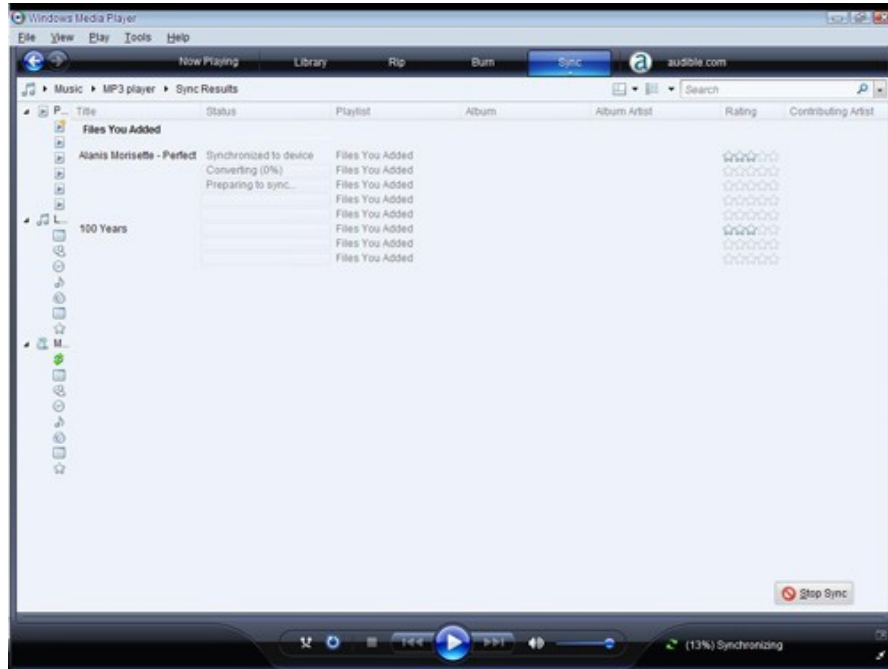 Windows Media Player
File View Play Tools Help
Now Playing Library Rip Burn Sync a audible.com
Music MP3 player Sync Results Search
P... Title Status Playlist Album Album Artist Rating Contributing Artist
Files You Added
Alanis Morisette - Perfect Synchronized to device Files You Added
Converting (0%) Files You Added
Preparing to sync... Files You Added
Files You Added
Files You Added
L...
100 Years Files You Added
Files You Added
Files You Added
M...
Stop Sync
(13%) Synchronizing